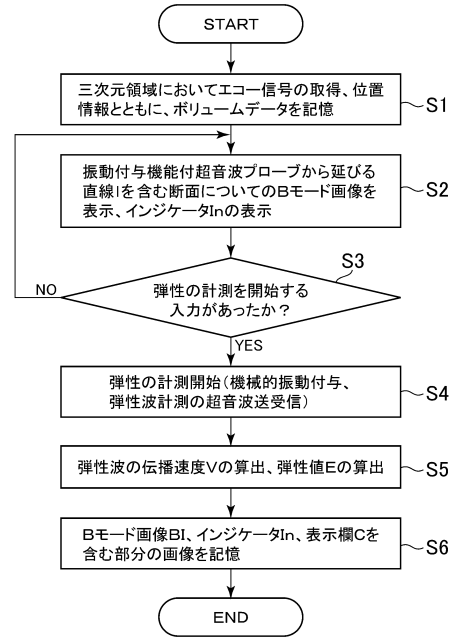 START
三次元領域においてエコー信号の取得、位置
情報とともに、ボリュームデータを記憶
S1
振動付与機能付超音波プローブから延びる
直線lを含む断面についてのBモード画像を
表示、インジケータInの表示
S2
S3
弾性の計測を開始する
入力があったか？
NO
YES
弾性の計測開始（機械的振動付与、
弾性波計測の超音波送受信）
S4
弾性波の伝播速度Vの算出、弾性値Eの算出
S5
Bモード画像BI、インジケータIn、表示欄Cを
含む部分の画像を記憶
S6
END